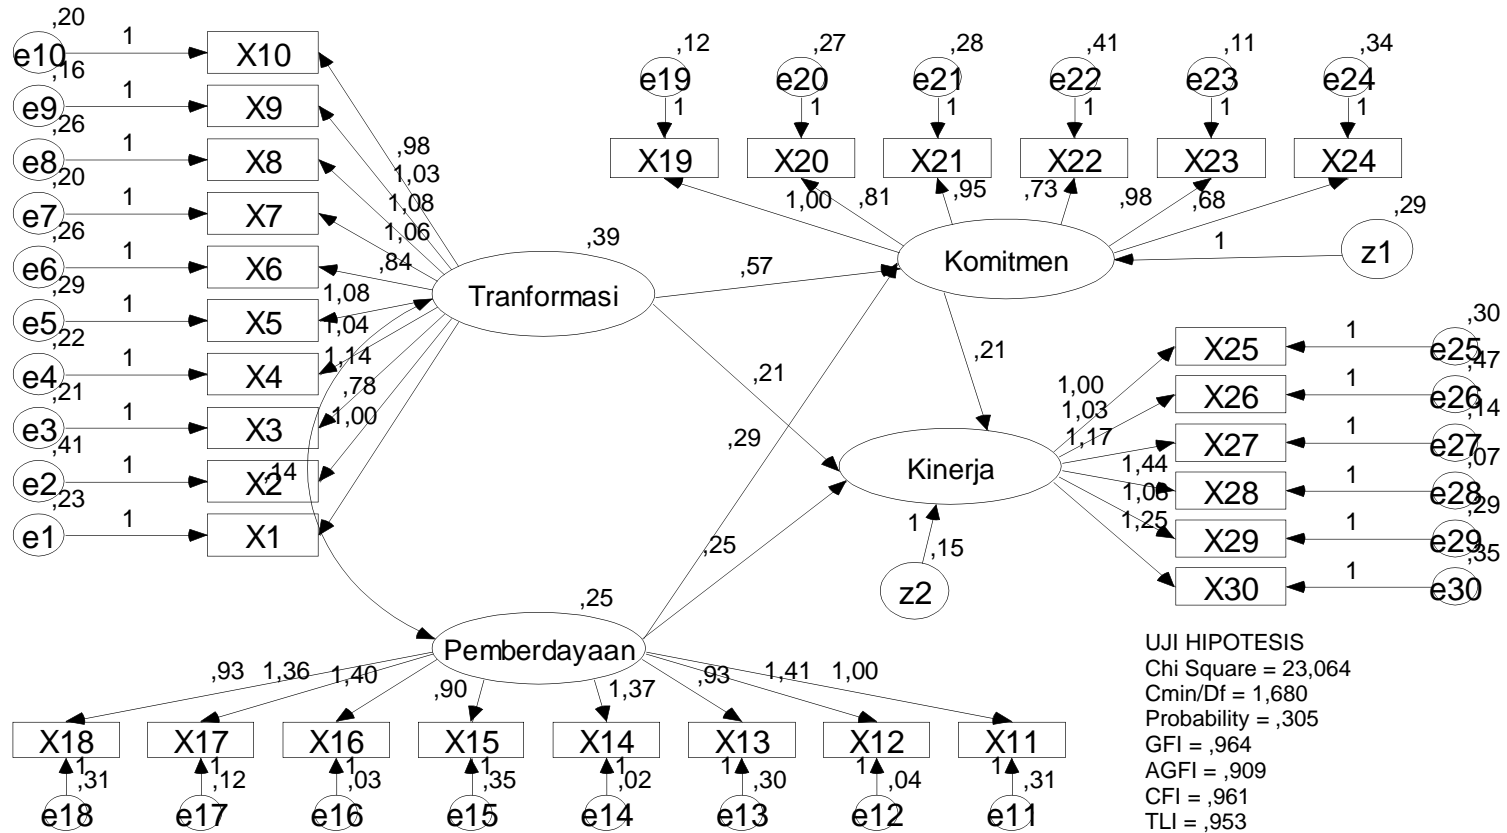 ,20
e10
1
X10
,16
e9
1
X9
,26
e8
1
X8
,20
e7
1
X7
,26
e6
1
X6
,29
e5
1
X5
,22
e4
1
X4
,21
e3
1
X3
,41
e2
1
X2
,23
e1
1
X1
,98
1,03
1,08
1,06
,84
1,08
1,04
1,14
,78
1,00
,14
Tranformasi
,39
,12
e19
1
X19
,27
e20
1
X20
,28
e21
1
X21
,41
e22
1
X22
,11
e23
1
X23
,34
e24
1
X24
1,00
,81
,95
,73
,98
,68
Komitmen
1
,29
z1
,57
,21
,29
,25
,21
Kinerja
1
,15
z2
1,00
1,03
1,17
1,44
1,25
X25
1
,30
e25
X26
1
,47
e26
X27
1
,14
e27
X28
1
,07
e28
X29
1
,29
e29
X30
1
,35
e30
,25
Pemberdayaan
,93
1,36
1,40
,90
1,37
,93
1,41
1,00
X18
X17
X16
X15
X14
X13
X12
X11
1
,31
1
,12
1
,03
1
,35
1
,02
1
,30
1
,04
1
,31
e18
e17
e16
e15
e14
e13
e12
e11
UJI HIPOTESIS
Chi Square = 23,064
Cmin/Df = 1,680
Probability = ,305
GFI = ,964
AGFI = ,909
CFI = ,961
TLI = ,953